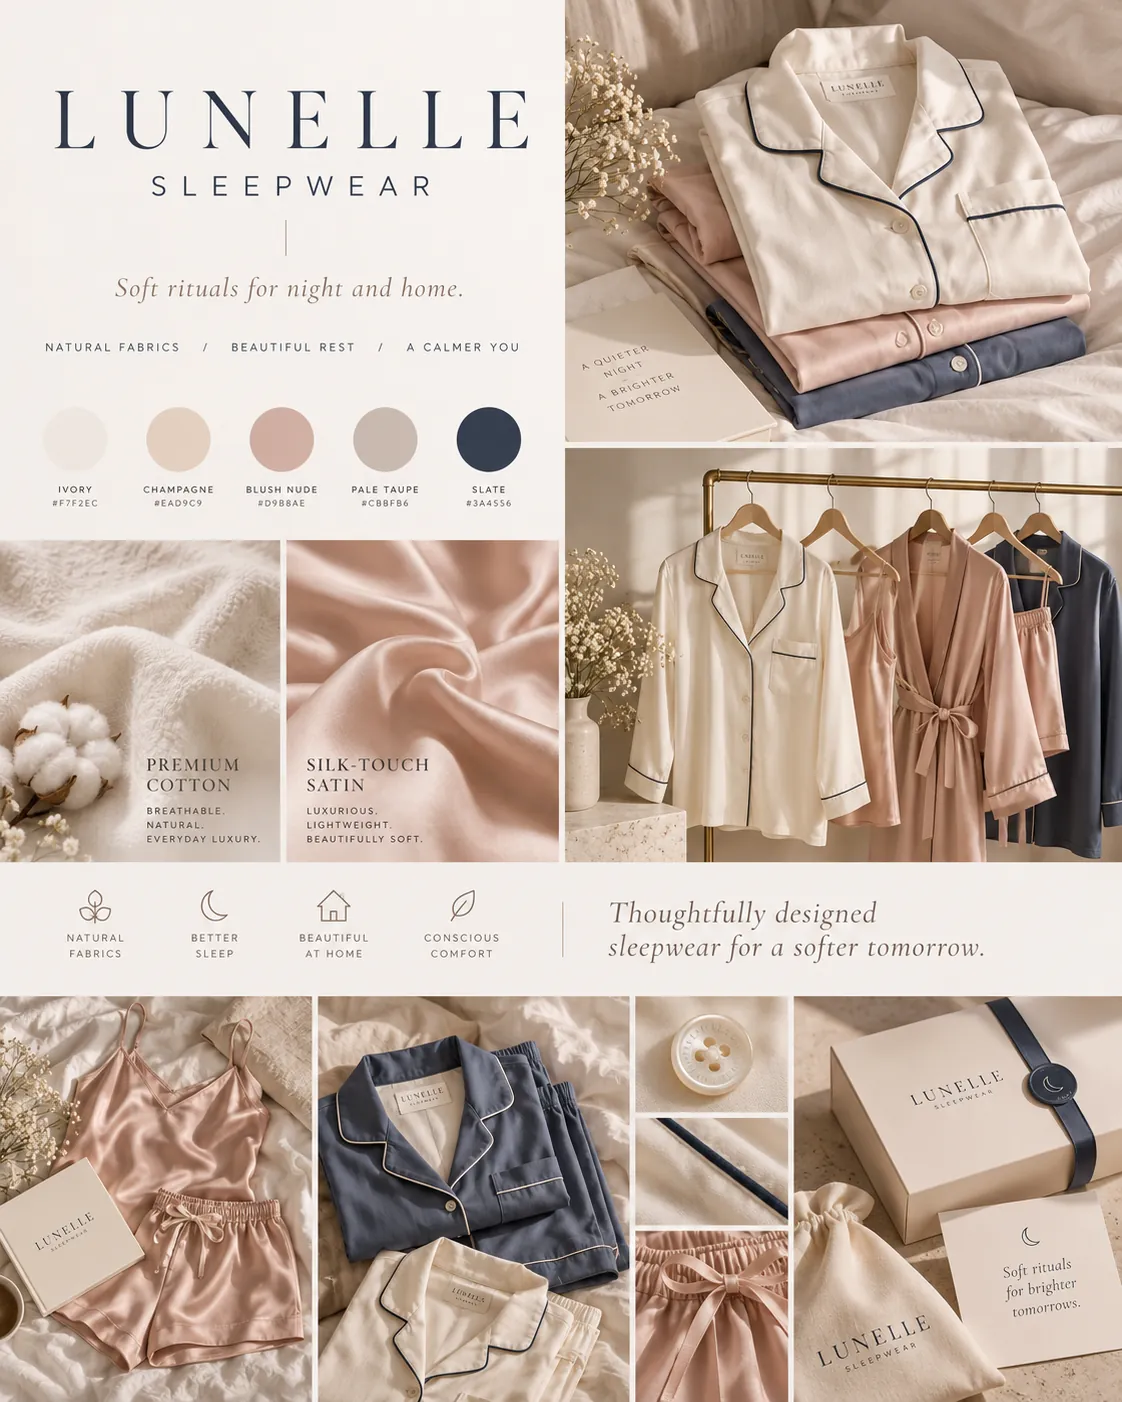 LUNELLE
SLEEPWEAR
Soft rituals for night and home.
NATURAL FABRICS / BEAUTIFUL REST / A CALMER YOU
IVORY
#F7F2EC
CHAMPAGNE
#EAD9C9
BLUSH NUDE
#D9B8AE
PALE TAUPE
#CBBFB6
SLATE
#3A4556
LUNELLE
A QUIETER
NIGHT
–
A BRIGHTER
TOMORROW
LUNELLE
PREMIUM
COTTON
BREATHABLE.
NATURAL.
EVERYDAY LUXURY.
SILK-TOUCH
SATIN
LUXURIOUS.
LIGHTWEIGHT.
BEAUTIFULLY SOFT.
NATURAL
FABRICS
BETTER
SLEEP
BEAUTIFUL
AT HOME
CONSCIOUS
COMFORT
Thoughtfully designed
sleepwear for a softer tomorrow.
LUNELLE
SLEEPWEAR
LUNELLE
LUNELLE
LUNELLE
SLEEPWEAR
Soft rituals
for brighter
tomorrows.
LUNELLE
SLEEPWEAR